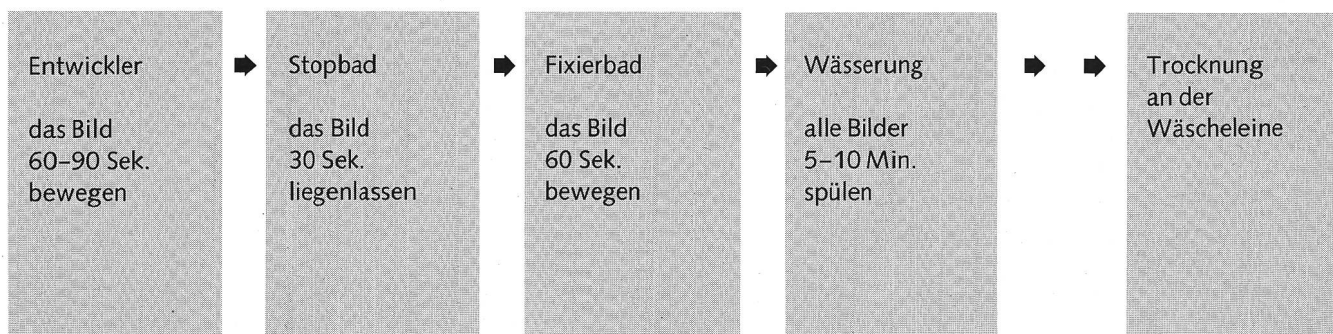 Entwickler
das Bild
60–90 Sek.
bewegen
Stopbad
das Bild
30 Sek.
liegenlassen
Fixierbad
das Bild
60 Sek.
bewegen
Wässerung
alle Bilder
5–10 Min.
spülen
Trocknung
an der
Wäscheleine